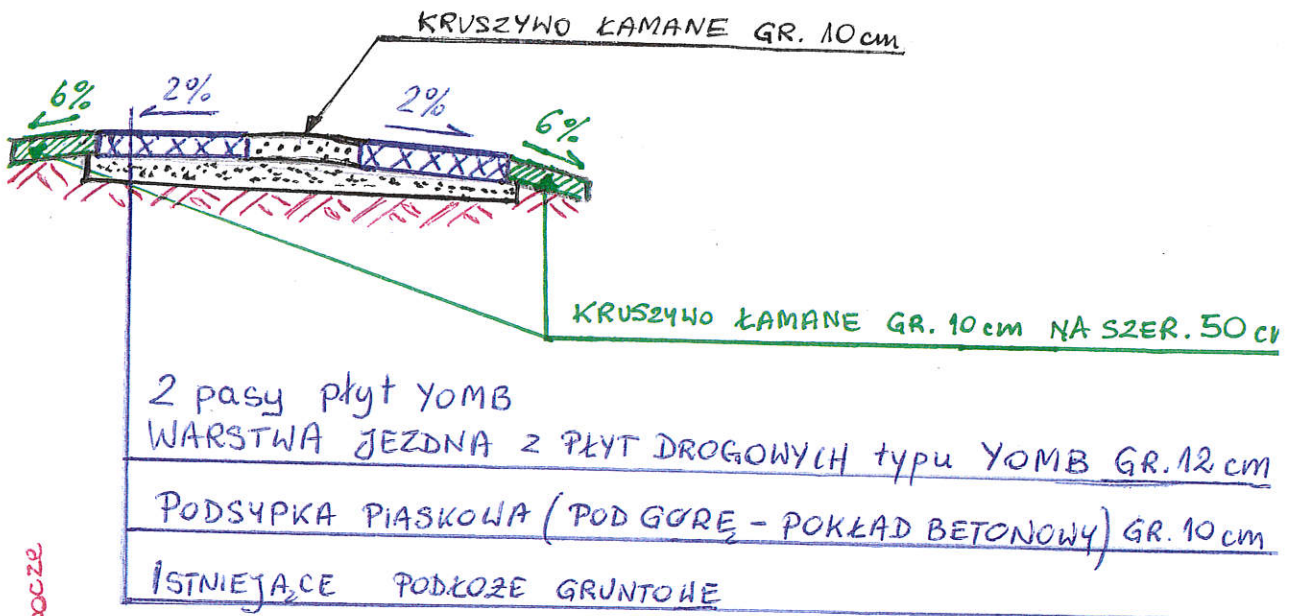 KRUSZYWO ŁAMANE GR. 10cm
6%
2%
2%
6%
KRUSZYWO ŁAMANE GR. 10 cm NA SZER. 50 c
2 pasy płyt YOMB
WARSTWA JEZDNA Z PŁYT DROGOWYCH typu YOMB GR. 12 cm
PODSYPKA PIASKOWA (POD GÓRĘ - POKŁAD BETONOWY) GR. 10 cm
ISTNIEJĄCE PODŁOŻE GRUNTOWE